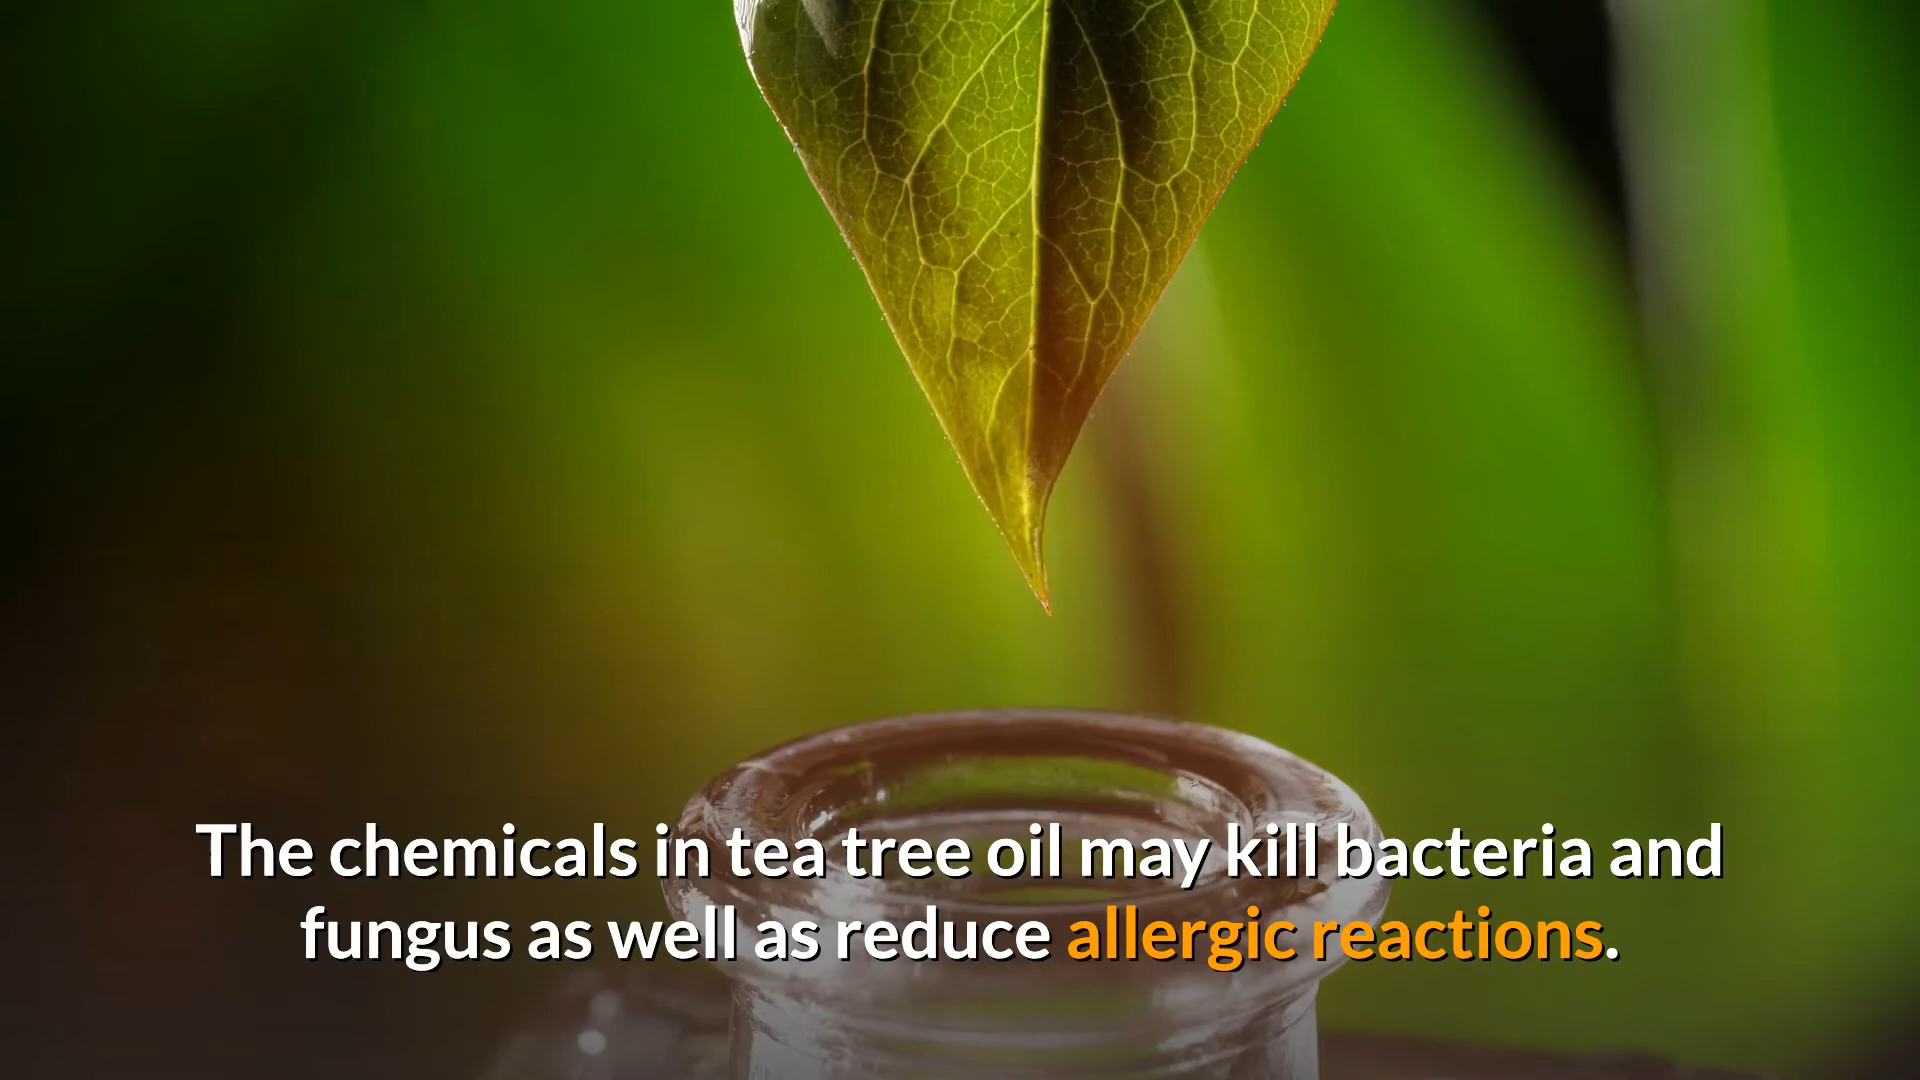 The chemicals in tea tree oil may kill bacteria and
fungus as well as reduce allergic reactions.